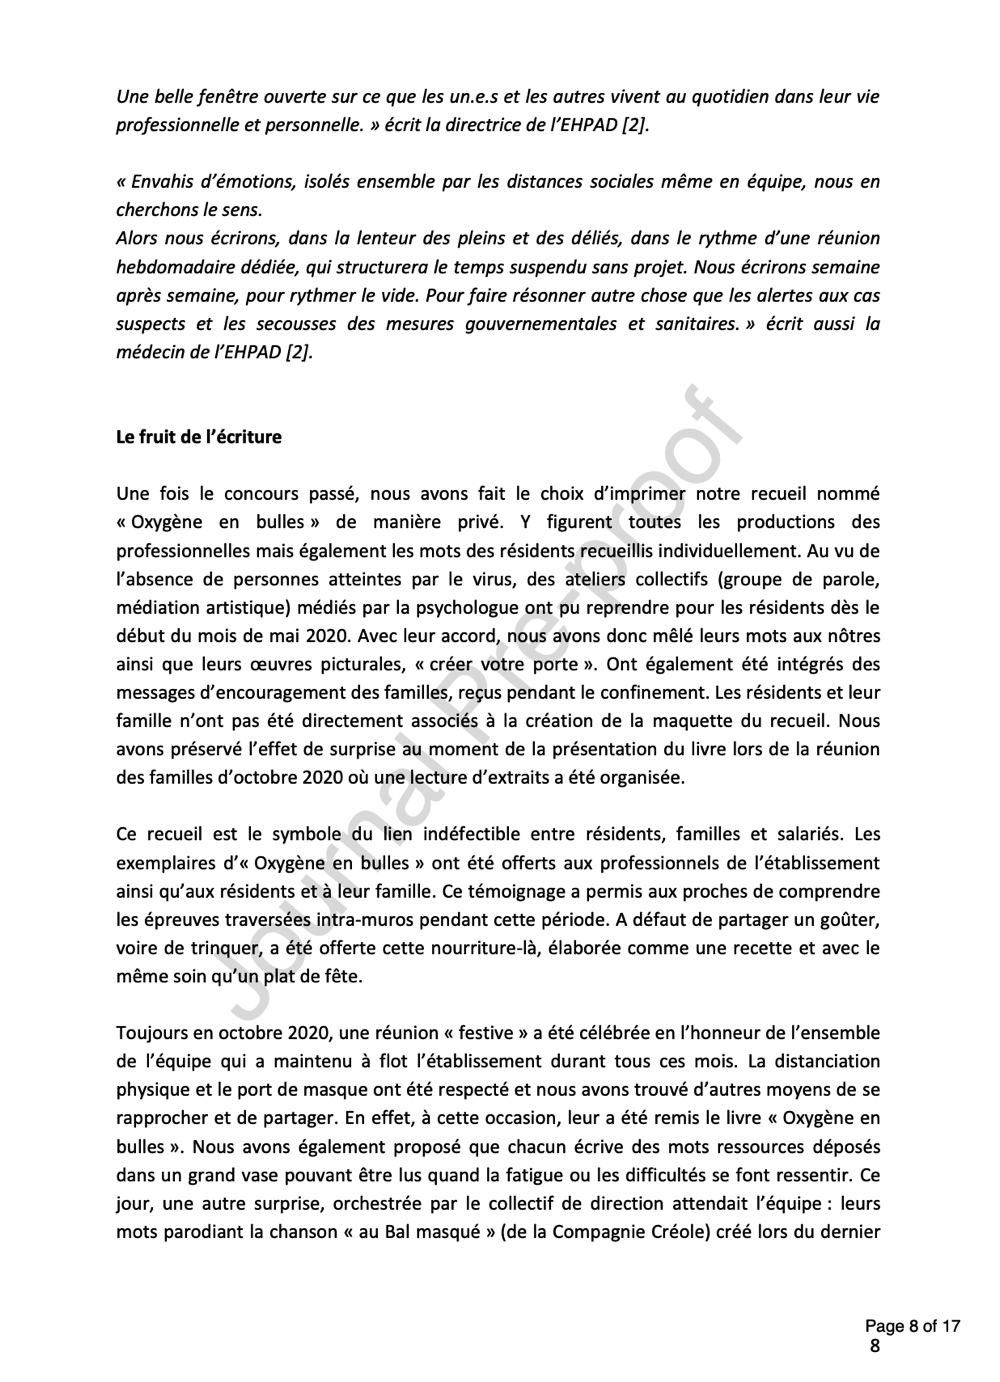 Une belle fenêtre ouverte sur ce que les un.e.s et les autres vivent au quotidien dans leur vie
professionnelle et personnelle. » écrit la directrice de l’EHPAD [2].
« Envahis d’émotions, isolés ensemble par les distances sociales même en équipe, nous en
cherchons le sens.
Alors nous écrirons, dans la lenteur des pleins et des déliés, dans le rythme d’une réunion
hebdomadaire dédiée, qui structurera le temps suspendu sans projet. Nous écrirons semaine
après semaine, pour rythmer le vide. Pour faire résonner autre chose que les alertes aux cas
suspects et les secousses des mesures gouvernementales et sanitaires. » écrit aussi la
médecin de l’EHPAD [2].
Le fruit de l’écriture
Une fois le concours passé, nous avons fait le choix d’imprimer notre recueil nommé
« Oxygène en bulles » de manière privé. Y figurent toutes les productions des
professionnelles mais également les mots des résidents recueillis individuellement. Au vu de
l’absence de personnes atteintes par le virus, des ateliers collectifs (groupe de parole,
médiation artistique) médiés par la psychologue ont pu reprendre pour les résidents dès le
début du mois de mai 2020. Avec leur accord, nous avons donc mêlé leurs mots aux nôtres
ainsi que leurs œuvres picturales, « créer votre porte ». Ont également été intégrés des
messages d’encouragement des familles, reçus pendant le confinement. Les résidents et leur
famille n’ont pas été directement associés à la création de la maquette du recueil. Nous
avons préservé l’effet de surprise au moment de la présentation du livre lors de la réunion
des familles d’octobre 2020 où une lecture d’extraits a été organisée.
Ce recueil est le symbole du lien indéfectible entre résidents, familles et salariés. Les
exemplaires d’« Oxygène en bulles » ont été offerts aux professionnels de l’établissement
ainsi qu’aux résidents et à leur famille. Ce témoignage a permis aux proches de comprendre
les épreuves traversées intra-muros pendant cette période. A défaut de partager un goûter,
voire de trinquer, a été offerte cette nourriture-là, élaborée comme une recette et avec le
même soin qu’un plat de fête.
Toujours en octobre 2020, une réunion « festive » a été célébrée en l’honneur de l’ensemble
de l’équipe qui a maintenu à flot l’établissement durant tous ces mois. La distanciation
physique et le port de masque ont été respecté et nous avons trouvé d’autres moyens de se
rapprocher et de partager. En effet, à cette occasion, leur a été remis le livre « Oxygène en
bulles ». Nous avons également proposé que chacun écrive des mots ressources déposés
dans un grand vase pouvant être lus quand la fatigue ou les difficultés se font ressentir. Ce
jour, une autre surprise, orchestrée par le collectif de direction attendait l’équipe : leurs
mots parodiant la chanson « au Bal masqué » (de la Compagnie Créole) créé lors du dernier
Journal Pre-proof
Page 8 of 17
8